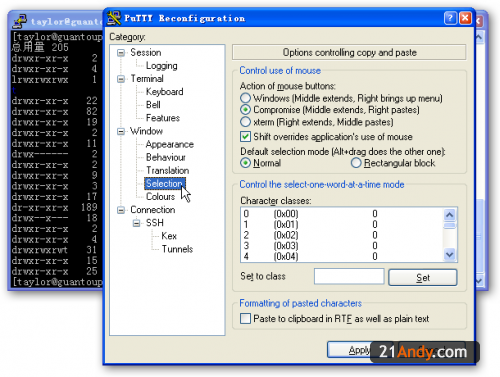 taylor@guantoup
[taylor@guantoup
总用量 205
drwxr-xr-x 2
drwxr-xr-x 4
lrwxrwxrwx 1
drwxr-xr-x 22
drwxr-xr-x 82
drwxr-xr-x 19
drwxr-xr-x 2
drwx------ 2
drwxr-xr-x 2
drwxr-xr-x 9
drwxr-xr-x 3
drwxr-xr-x 17
dr-xr-xr-x 189
drwx--x--- 18
drwxr-xr-x 2
drwxr-xr-x 4
drwxrwxrwt 31
drwxr-xr-x 15
drwxr-xr-x 25
[taylor@guantoup
PuTTY Reconfiguration
Category:
Session
Logging
Terminal
Keyboard
Bell
Features
Window
Appearance
Behaviour
Translation
Selection
Colours
Connection
SSH
Kex
Tunnels
Options controlling copy and paste
Control use of mouse
Action of mouse buttons:
Windows (Middle extends, Right brings up menu)
Compromise (Middle extends, Right pastes)
xterm (Right extends, Middle pastes)
Shift overrides application's use of mouse
Default selection mode (Alt+drag does the other one):
Normal Rectangular block
Control the select-one-word-at-a-time mode
Character classes:
0 (0x00) 0
1 (0x01) 0
2 (0x02) 0
3 (0x03) 0
4 (0x04) 0
Set to class Set
Formatting of pasted characters
Paste to clipboard in RTF as well as plain text
Apply
21Andy.com